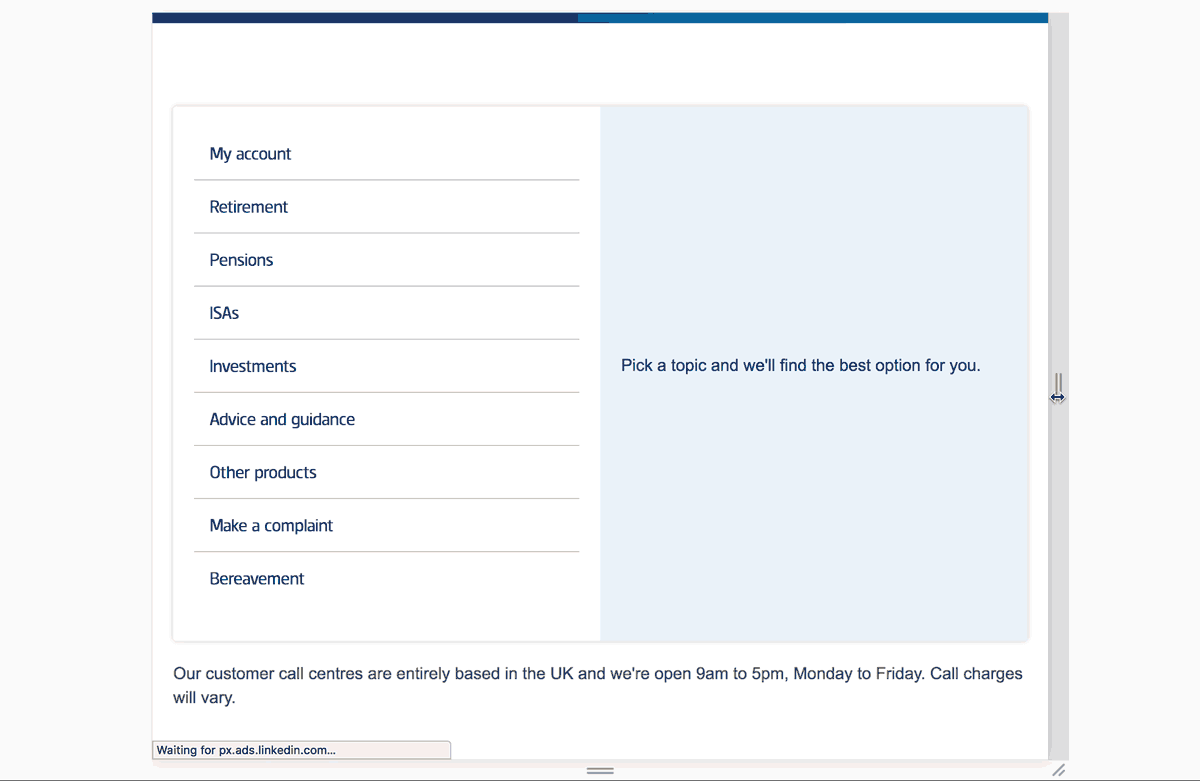 My account
Retirement
Pensions
ISAs
Investments
Advice and guidance
Other products
Make a complaint
Bereavement
Pick a topic and we'll find the best option for you.
Our customer call centres are entirely based in the UK and we're open 9am to 5pm, Monday to Friday. Call charges
will vary.
Waiting for px.ads.linkedin.com...